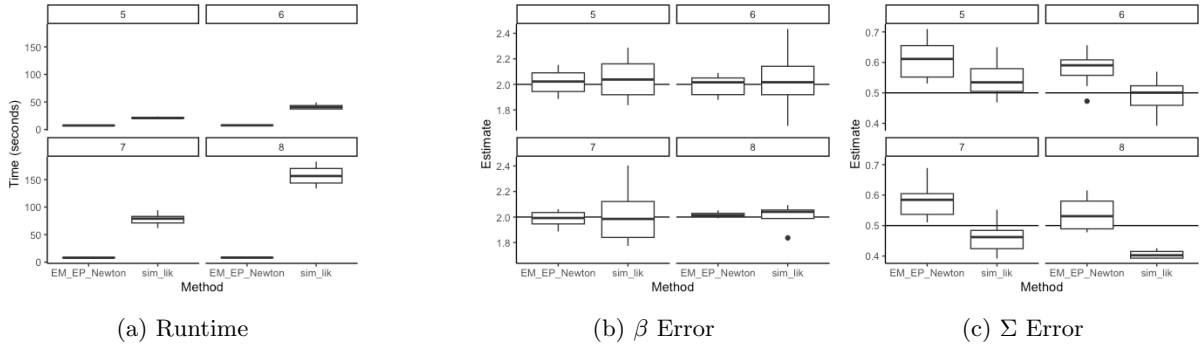 5 6
150
100
50
0
7 8
150
100
50
0
Time (seconds)
EM_EP_Newton sim_lik EM_EP_Newton sim_lik
Method
(a) Runtime
5 6
2.4
2.2
2.0
1.8
7 8
2.4
2.2
2.0
1.8
Estimate
EM_EP_Newton sim_lik EM_EP_Newton sim_lik
Method
(b) β Error
5 6
0.7
0.6
0.5
0.4
7 8
0.7
0.6
0.5
0.4
Estimate
EM_EP_Newton sim_lik EM_EP_Newton sim_lik
Method
(c) Σ Error